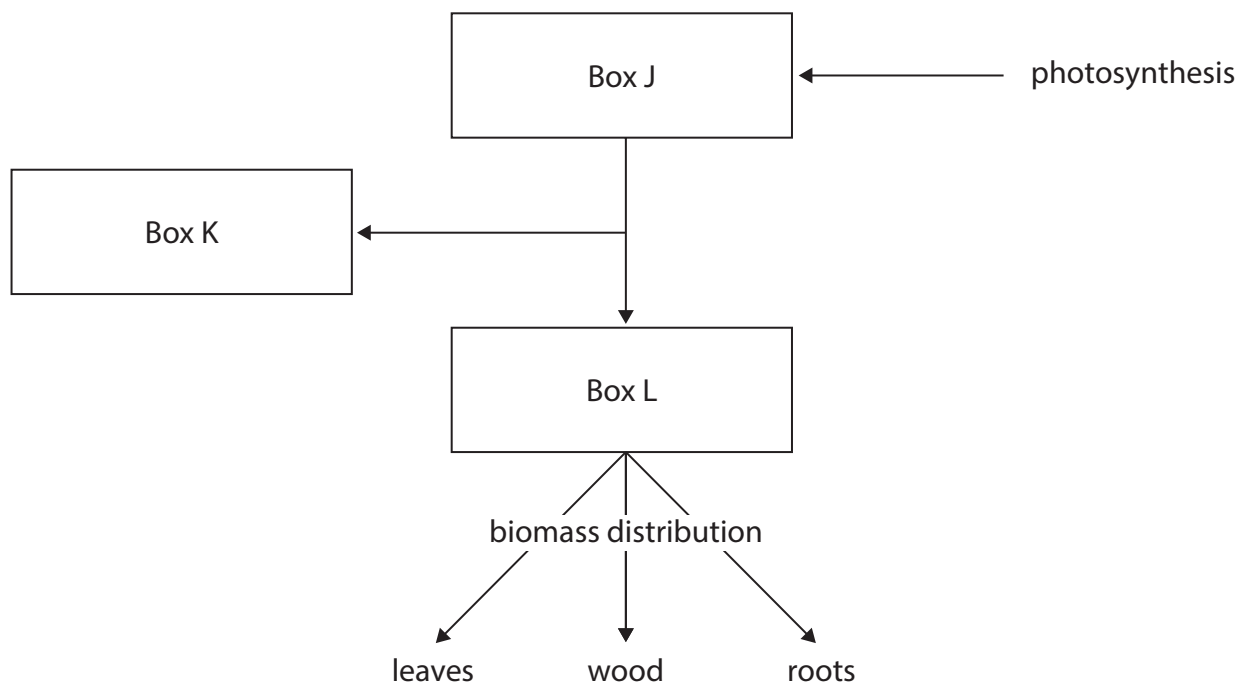 Box J
photosynthesis
Box K
Box L
biomass distribution
leaves
wood
roots